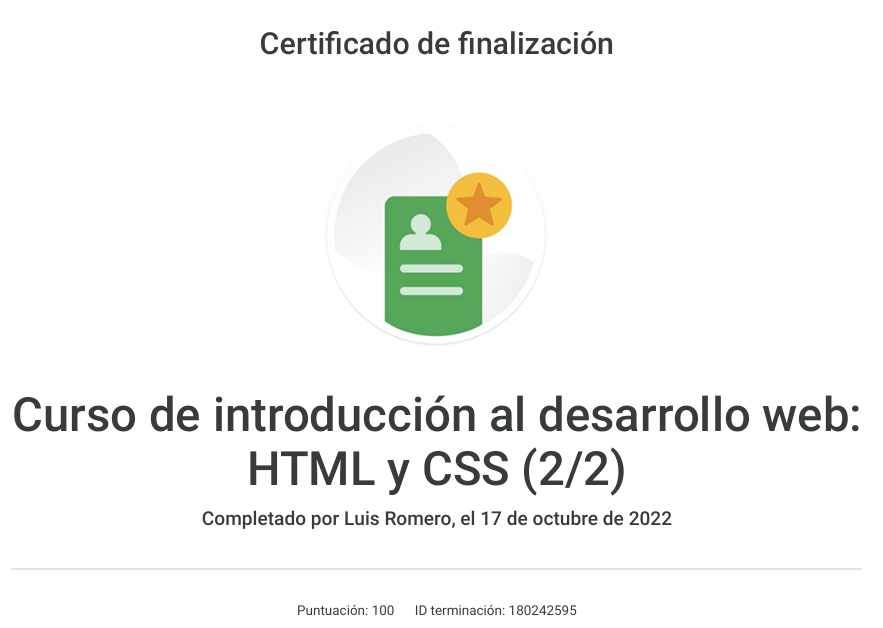 Certificado de finalización
Curso de introducción al desarrollo web:
HTML y CSS (2/2)
Completado por Luis Romero, el 17 de octubre de 2022
Puntuación: 100 ID terminación: 180242595